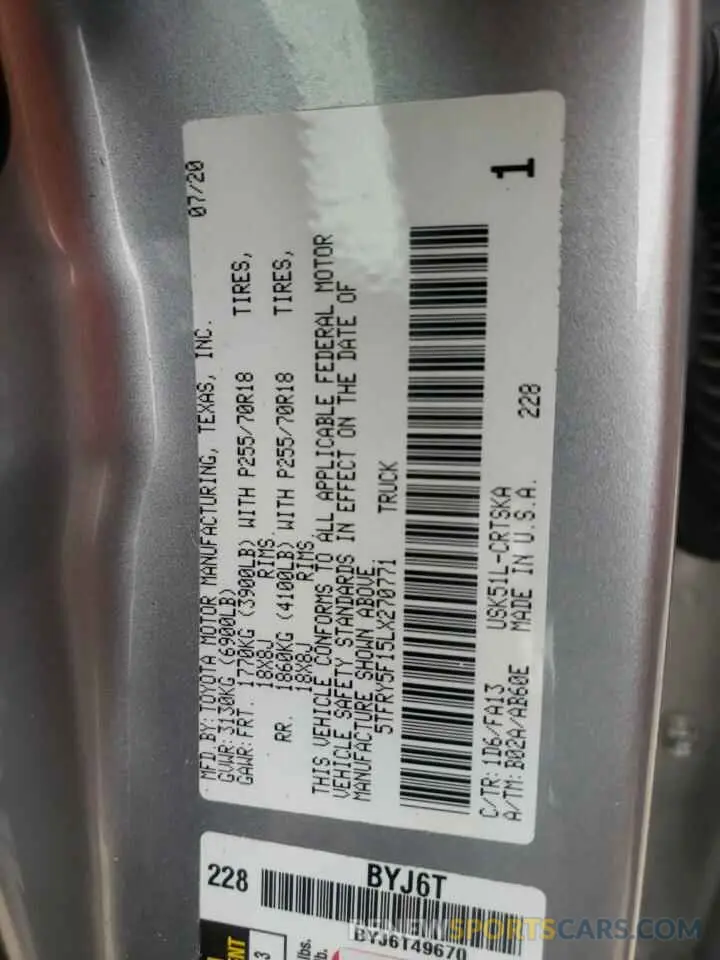 07/20
MFD.BY: TOYOTA MOTOR MANUFACTURING, TEXAS, INC.
GVWR: 3130KG (6900LB)
GAWR: FRT. 1770KG (3900LB) WITH P255/70R18 TIRES,
18X8J RIMS
RR. 1860KG (4100LB) WITH P255/70R18 TIRES,
18X8J RIMS
THIS VEHICLE CONFORMS TO ALL APPLICABLE FEDERAL MOTOR
VEHICLE SAFETY STANDARDS IN EFFECT ON THE DATE OF
MANUFACTURE SHOWN ABOVE.
5TFRY5F15LX270771 TRUCK
1
C/TR: 1D6/FA13 USK51L-CRTSKA 228
A/TM: B02A/AB60E MADE IN U.S.A.
228
BYJ6T
BYJ6T49670
3
lbs.
RENEWSPORTSCARS.COM